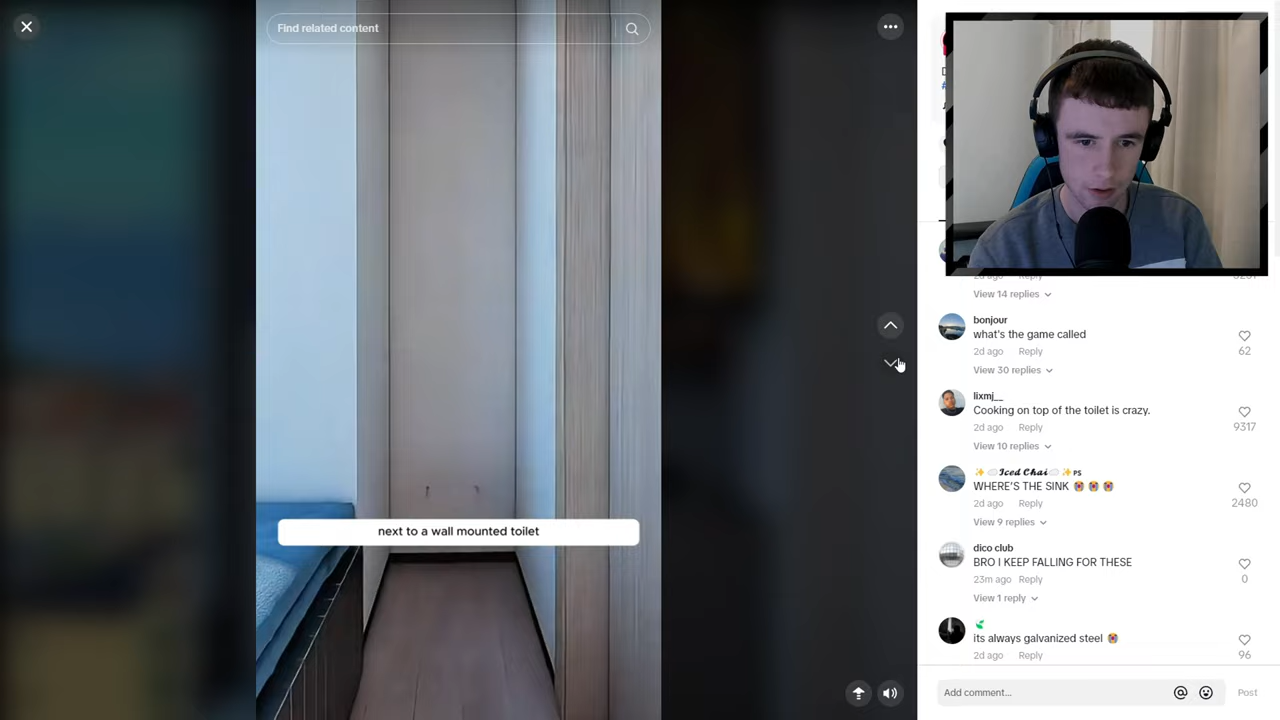 Find related content
next to a wall mounted toilet
D
#
2d ago Reply
View 14 replies
bonjour
what's the game called
2d ago Reply
62
View 30 replies
lixmj__
Cooking on top of the toilet is crazy.
2d ago Reply
9317
View 10 replies
✨☁️𝓘𝓬𝓮𝓭 𝓒𝓱𝓪𝓲☁️✨ᴘꜱ
WHERE'S THE SINK
2d ago Reply
2480
View 9 replies
dico club
BRO I KEEP FALLING FOR THESE
23m ago Reply
0
View 1 reply
its always galvanized steel
2d ago Reply
96
Add comment...
Post